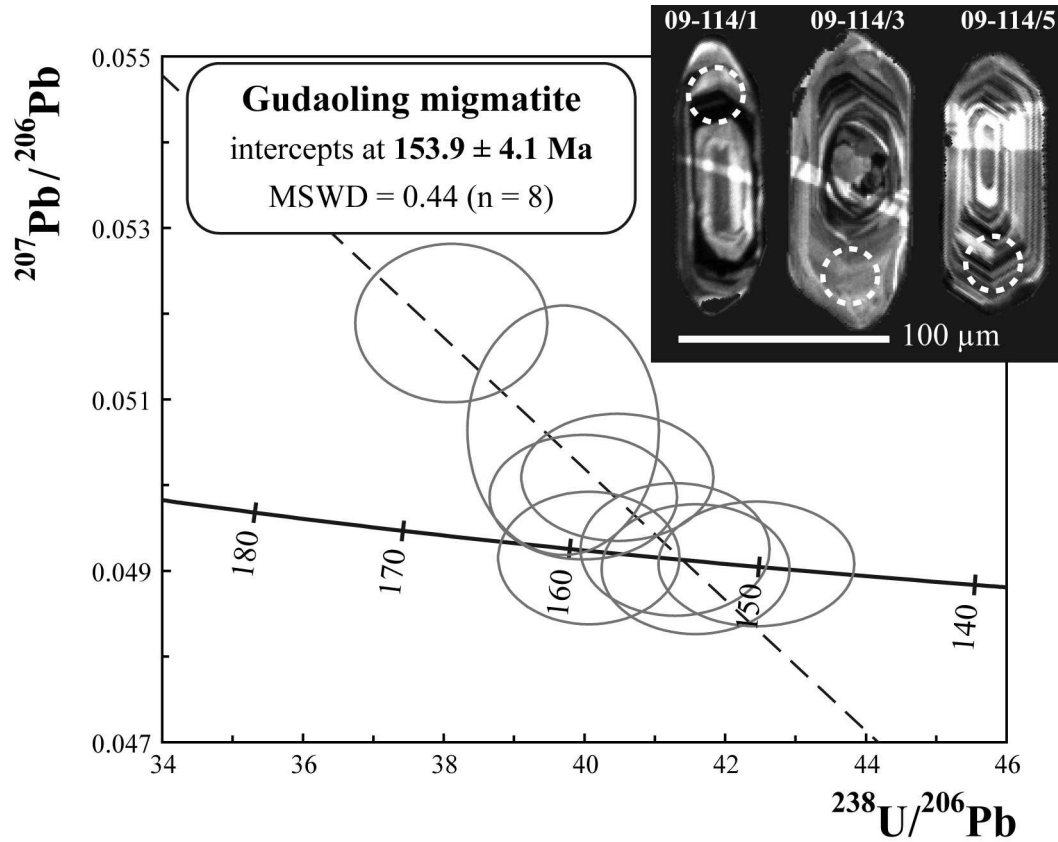 09-114/1 09-114/3 09-114/5
100 µm
Gudaoling migmatite
intercepts at 153.9 ± 4.1 Ma
MSWD = 0.44 (n = 8)
²⁰⁷Pb/²⁰⁶Pb
0.055
0.053
0.051
0.049
0.047
180
170
160
150
140
34 36 38 40 42 44 46
²³⁸U/²⁰⁶Pb